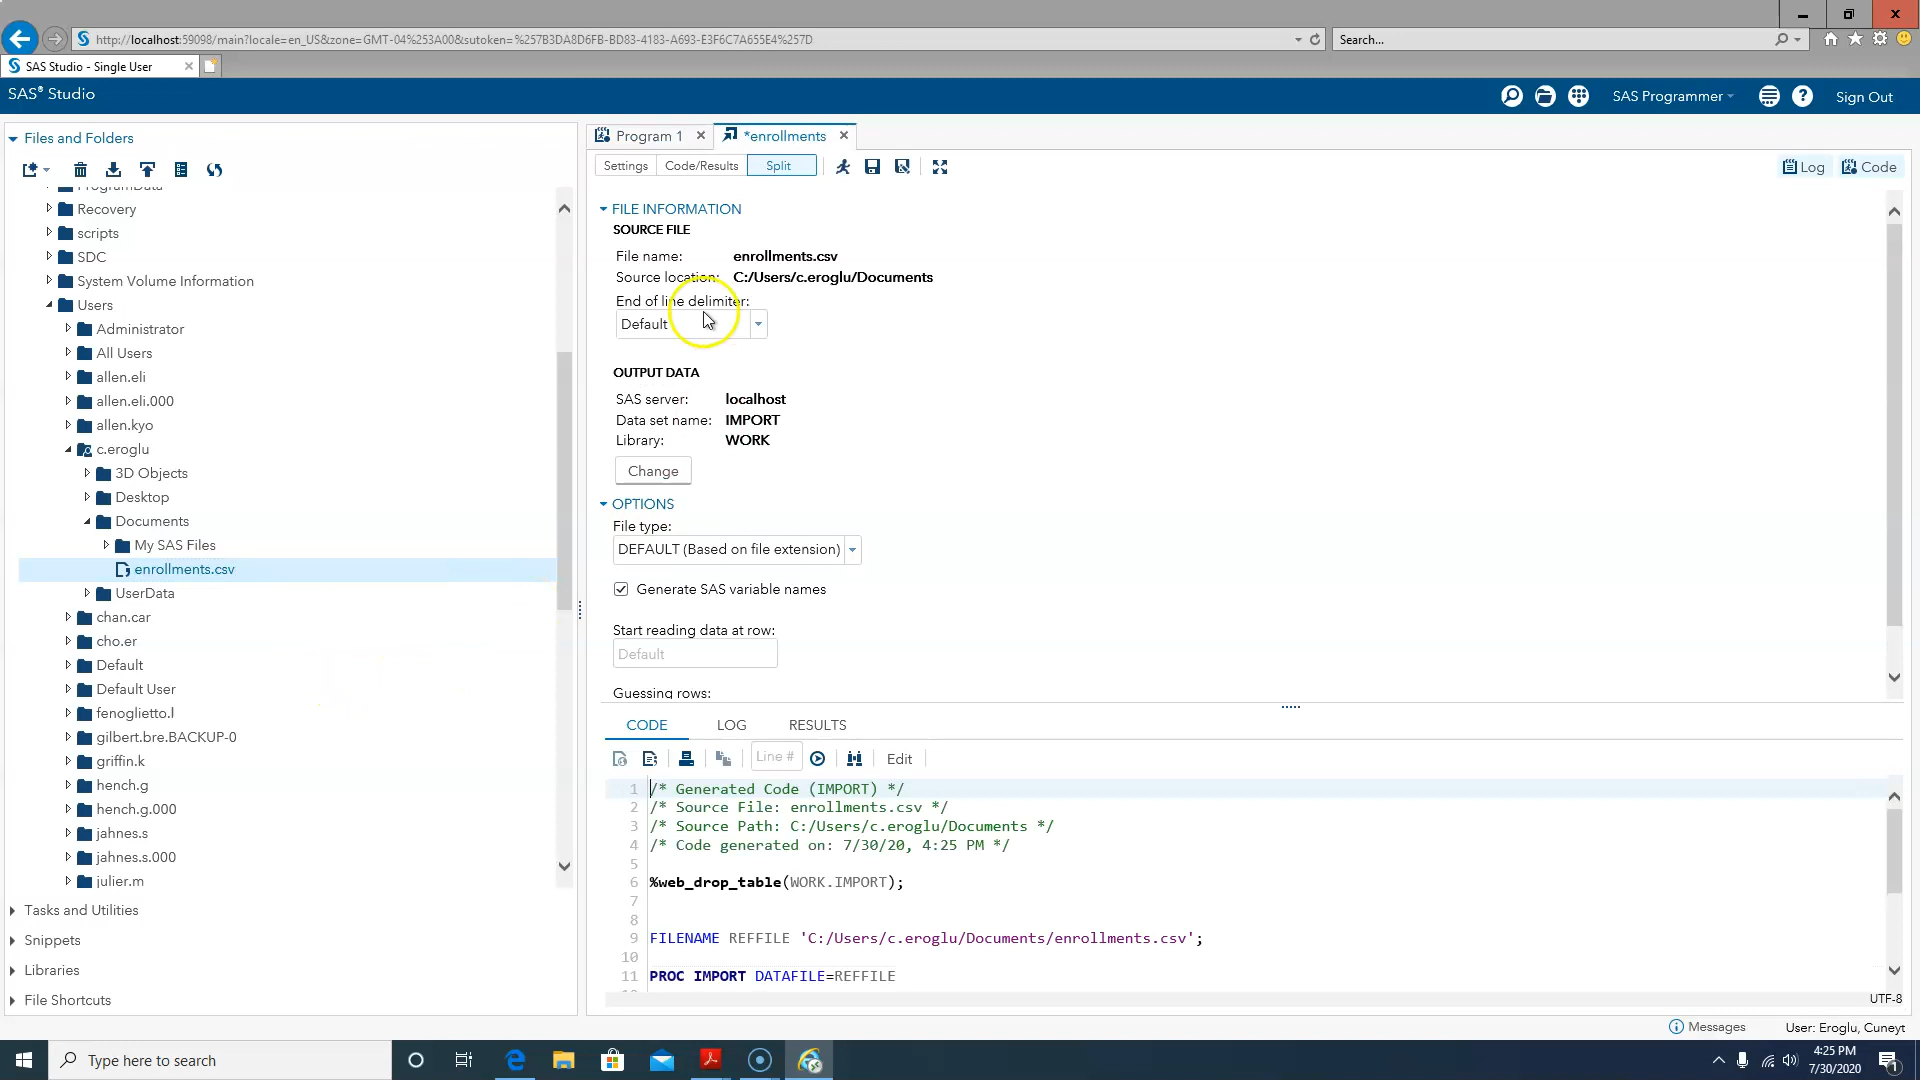 http://localhost:59098/main?locale=en_US&zone=GMT-04%253A00&sutoken=%257B3DA8D6FB-BD83-4183-A693-E3F6C7A655E4%257D
Search...
SAS Studio - Single User
SAS® Studio
SAS Programmer
Sign Out
Files and Folders
ProgramData
Recovery
scripts
SDC
System Volume Information
Users
Administrator
All Users
allen.eli
allen.eli.000
allen.kyo
c.eroglu
3D Objects
Desktop
Documents
My SAS Files
enrollments.csv
UserData
chan.car
cho.er
Default
Default User
fenoglietto.l
gilbert.bre.BACKUP-0
griffin.k
hench.g
hench.g.000
jahnes.s
jahnes.s.000
julier.m
Tasks and Utilities
Snippets
Libraries
File Shortcuts
Program 1
*enrollments
Settings
Code/Results
Split
Log
Code
FILE INFORMATION
SOURCE FILE
File name: enrollments.csv
Source location: C:/Users/c.eroglu/Documents
End of line delimiter:
Default
OUTPUT DATA
SAS server: localhost
Data set name: IMPORT
Library: WORK
Change
OPTIONS
File type:
DEFAULT (Based on file extension)
Generate SAS variable names
Start reading data at row:
Default
Guessing rows:
CODE LOG RESULTS
Line #
Edit
1 /* Generated Code (IMPORT) */
2 /* Source File: enrollments.csv */
3 /* Source Path: C:/Users/c.eroglu/Documents */
4 /* Code generated on: 7/30/20, 4:25 PM */
5
6 %web_drop_table(WORK.IMPORT);
7
8
9 FILENAME REFFILE 'C:/Users/c.eroglu/Documents/enrollments.csv';
10
11 PROC IMPORT DATAFILE=REFFILE
UTF-8
Messages
User: Eroglu, Cuneyt
Type here to search
4:25 PM
7/30/2020
1